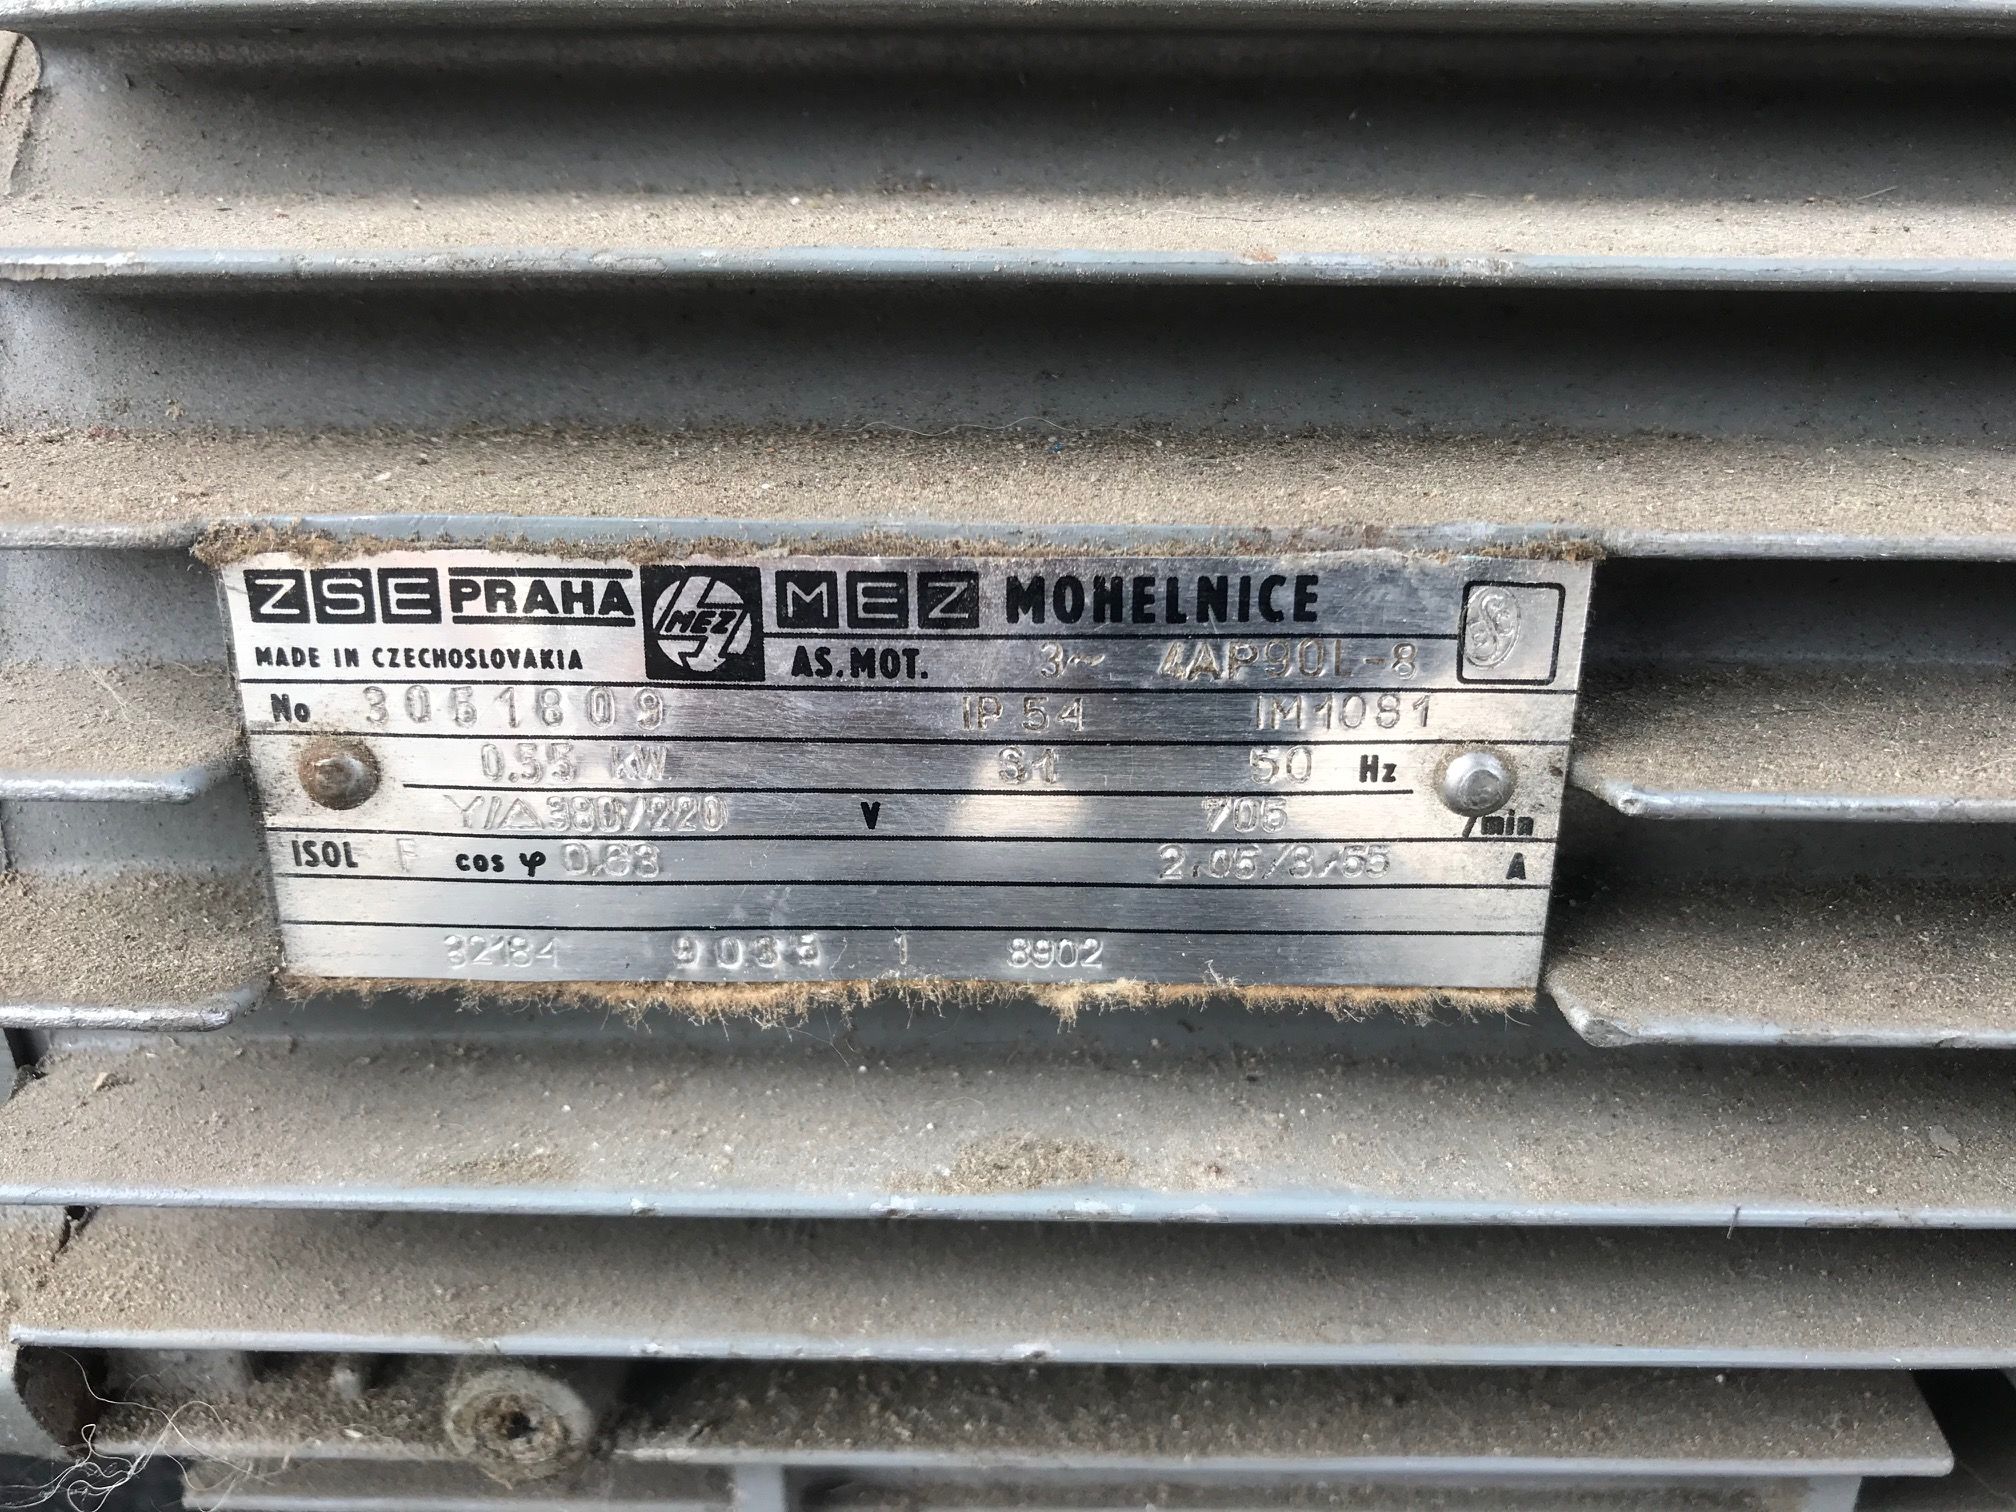 ZSE PRAHA MEZ MEZ MOHELNICE
MADE IN CZECHOSLOVAKIA AS. MOT. 3~ 4AP90L-8
No 3051809 IP 54 IM1081
0.55 kW S1 50 Hz
Y/△380/220 V 705 /min
ISOL F cos φ 0.63 2.05/3.55 A
32184 9035 1 8902